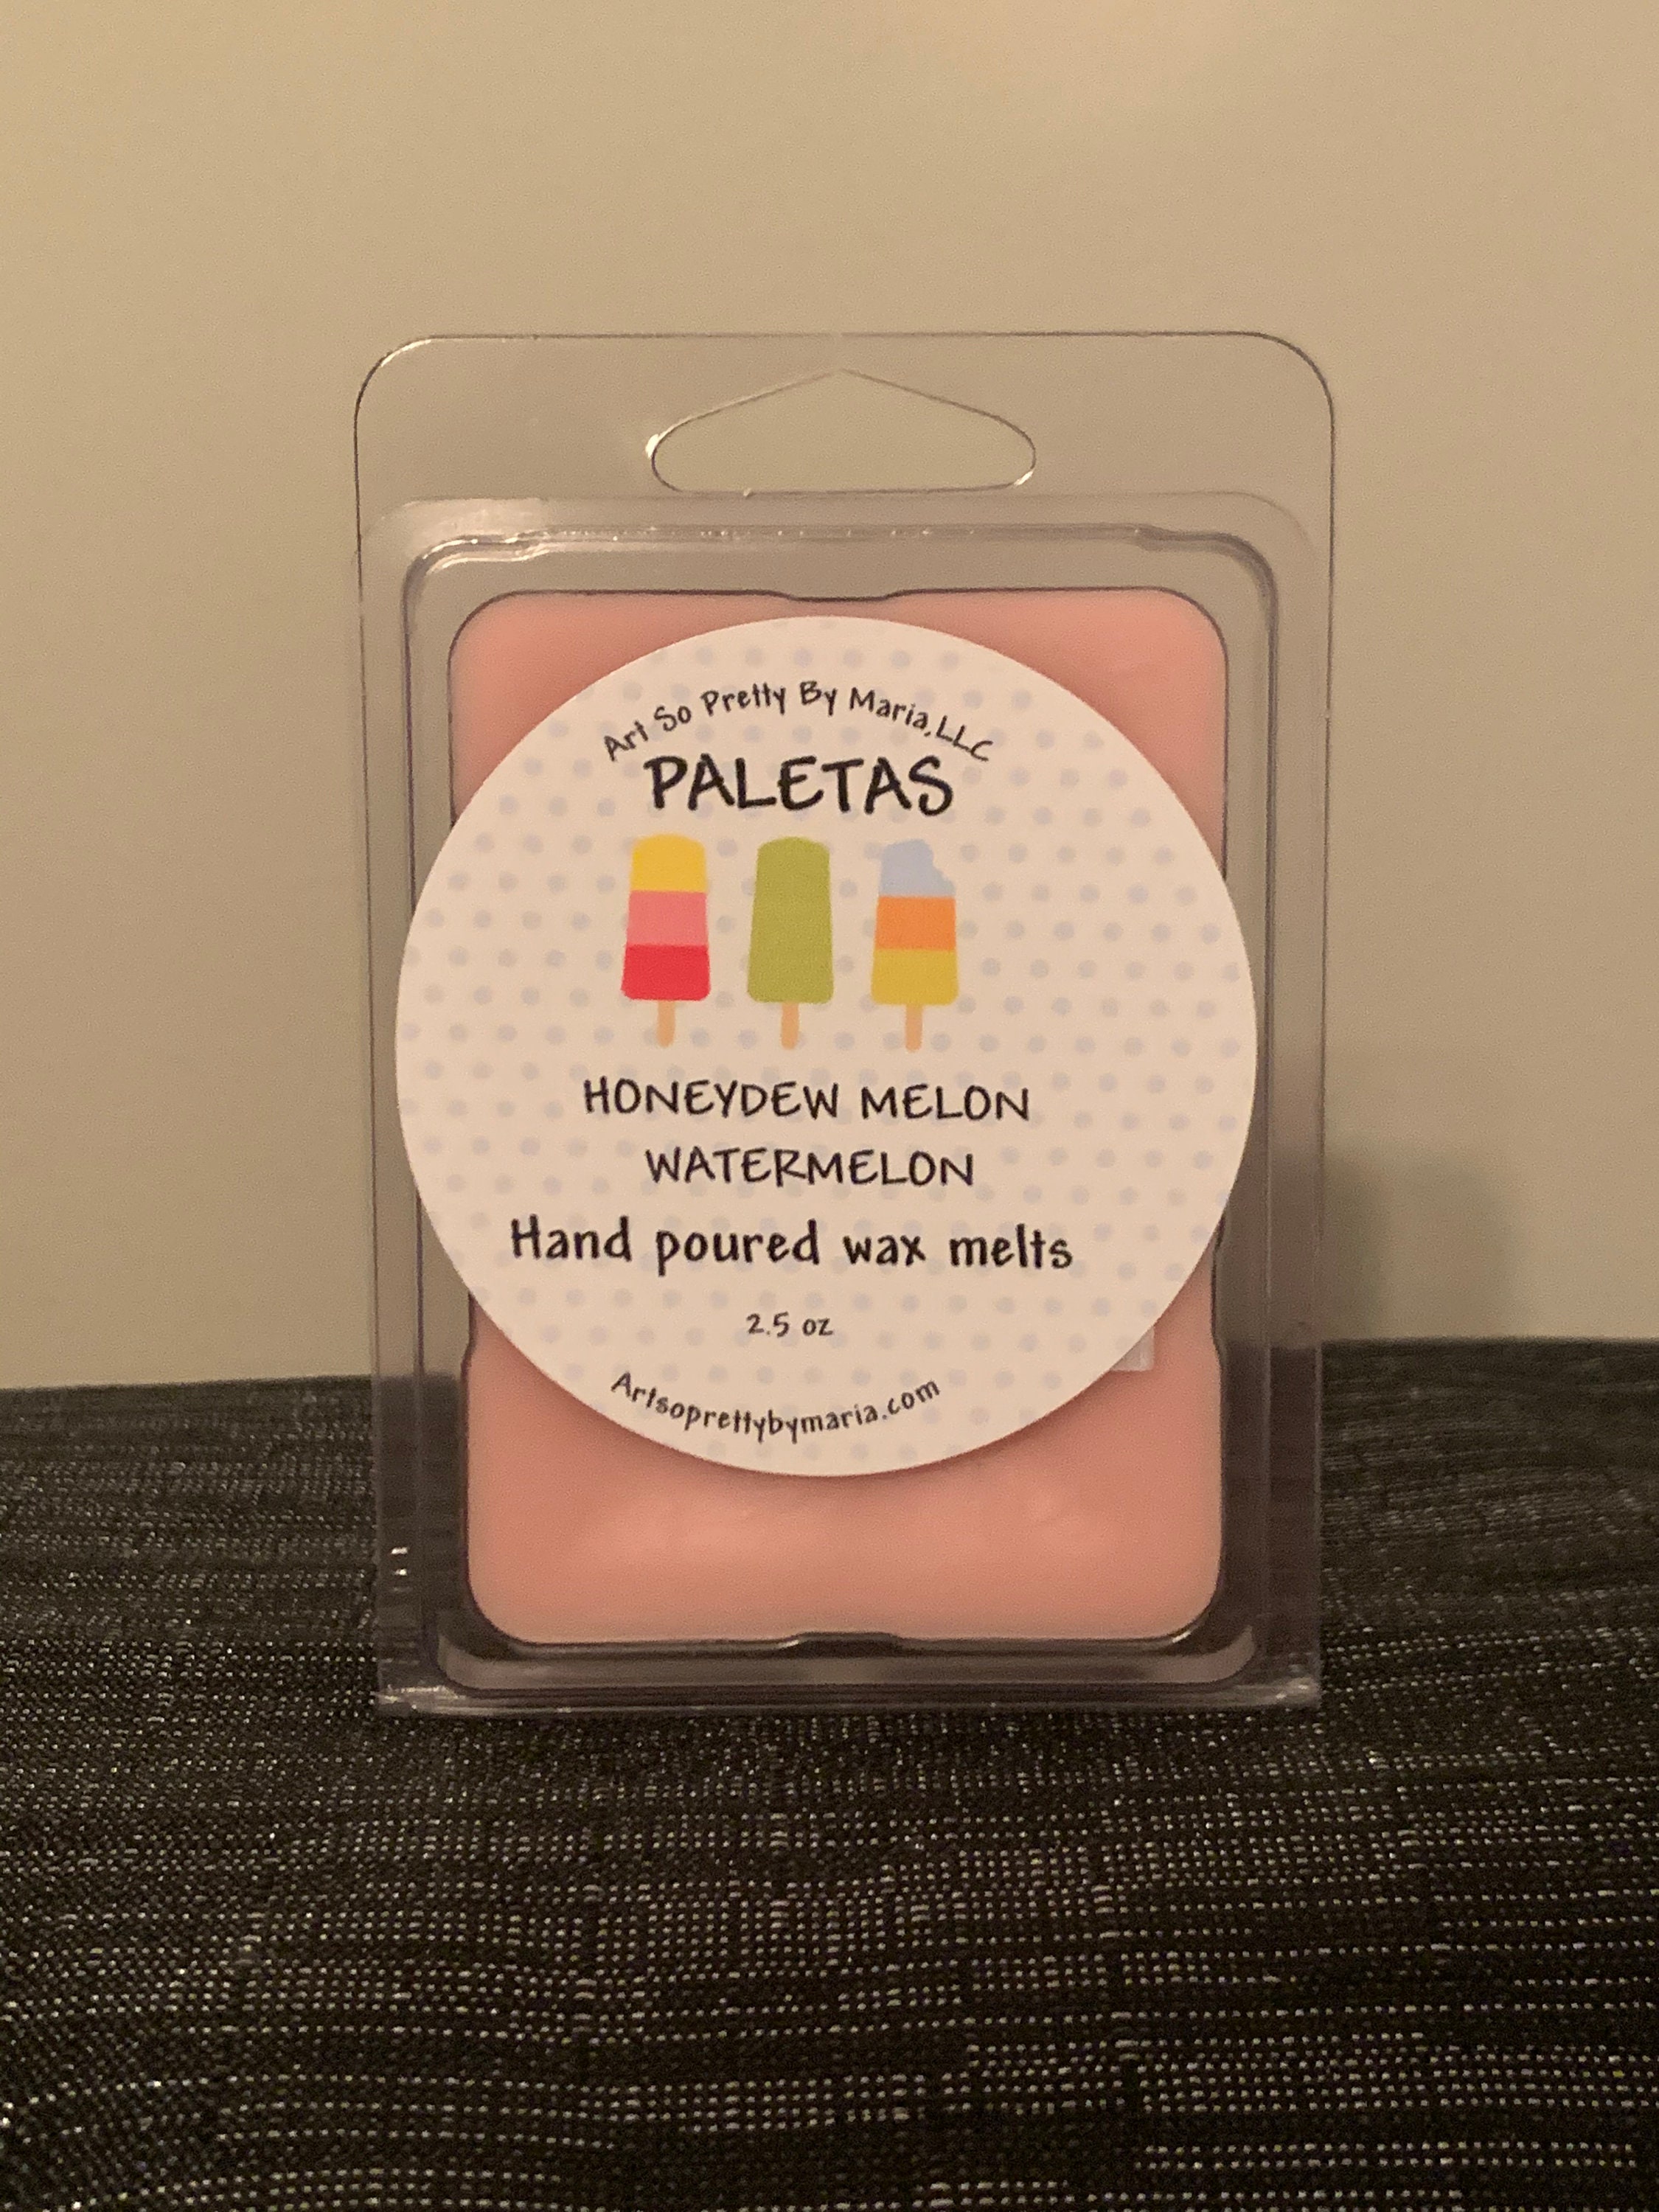 Art So Pretty By Maria,LLC
PALETAS
HONEYDEW MELON
WATERMELON
Hand poured wax melts
2.5 oz
Artsoprettybymaria.com